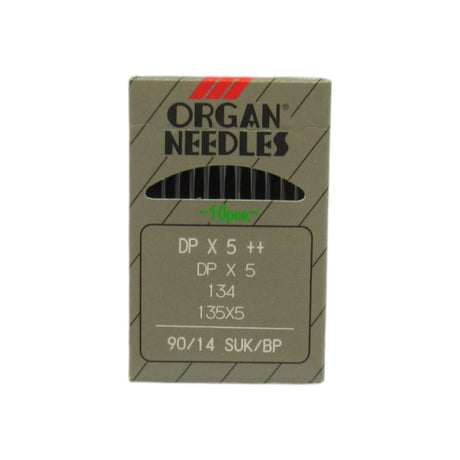 ORGAN®
NEEDLES
-10pcs.-
DP X 5 ++
DP X 5
134
135X5
90/14 SUK/BP